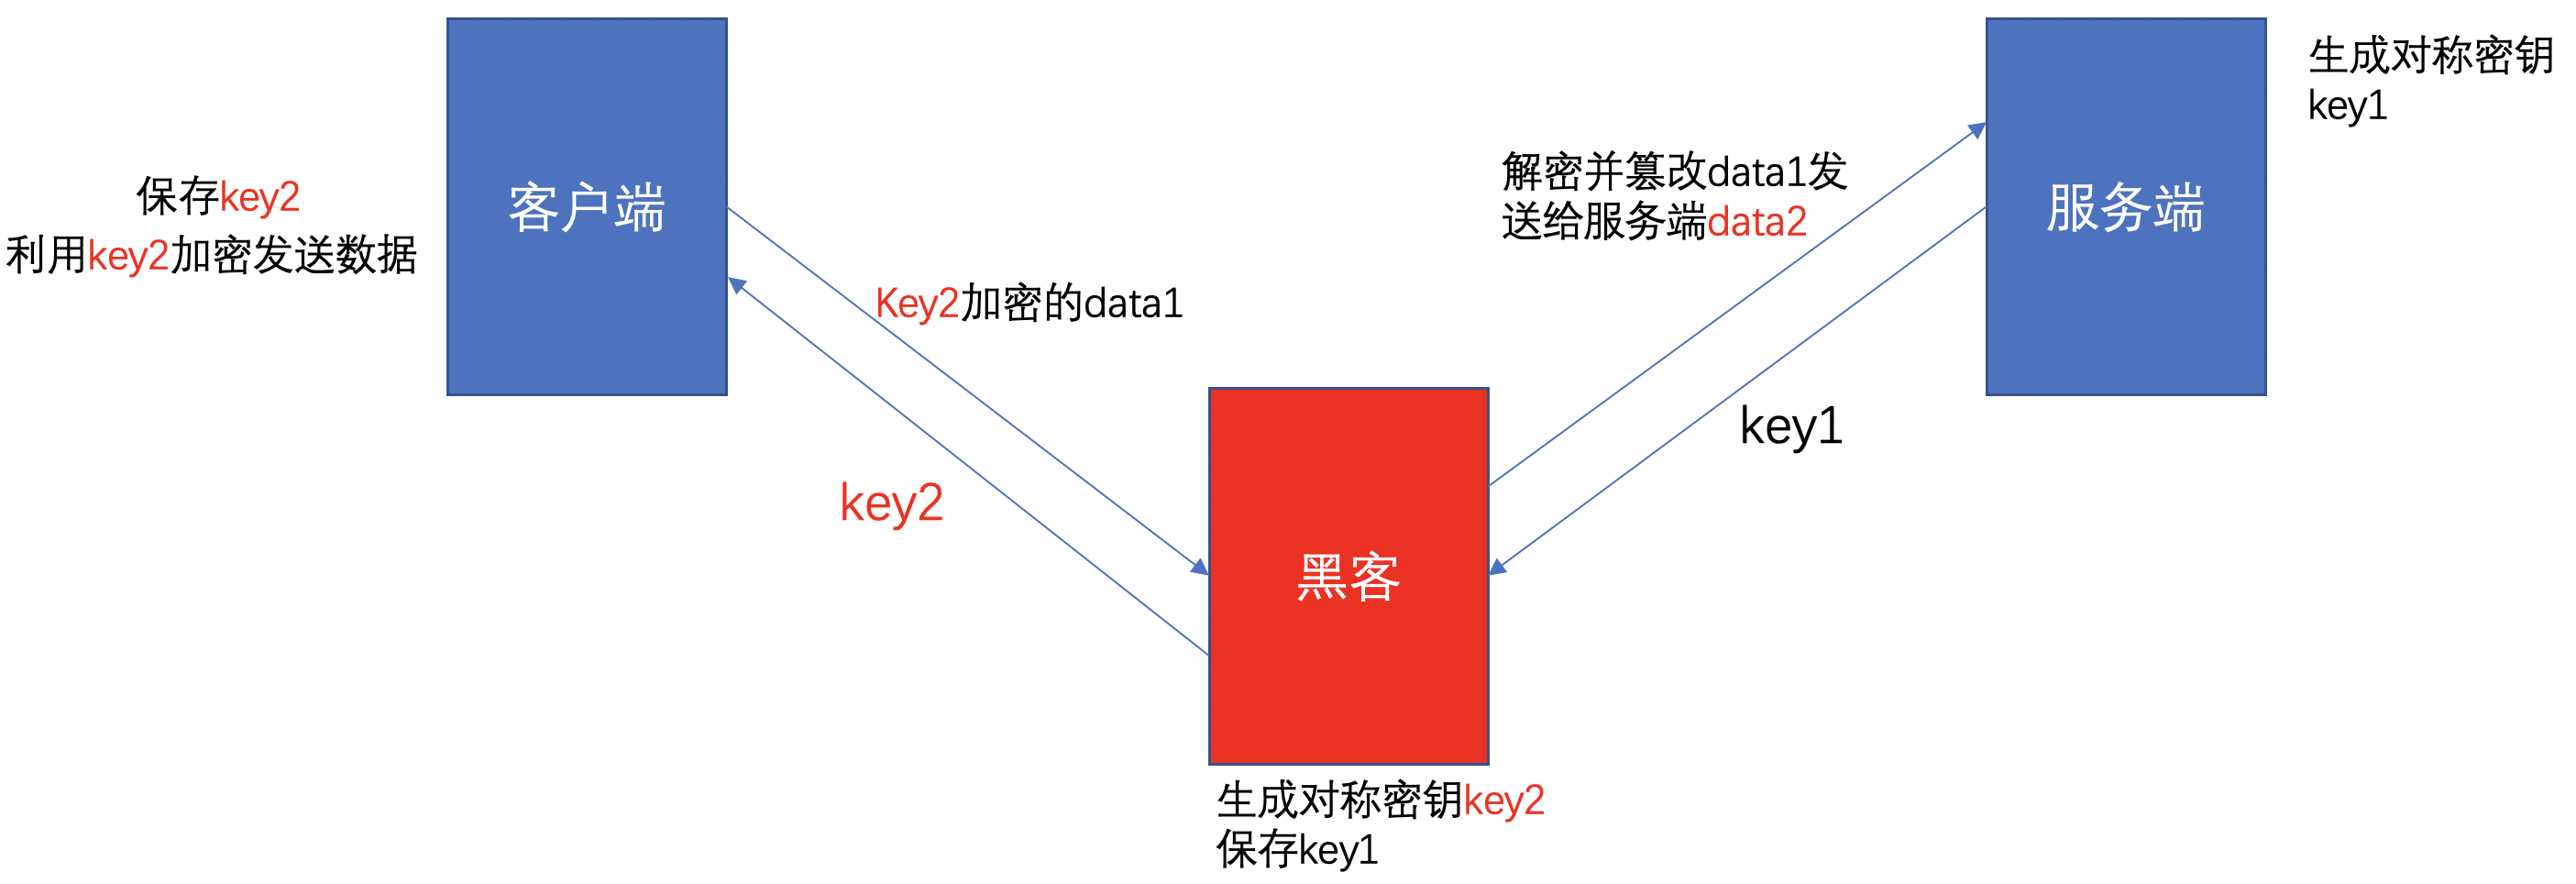 生成对称密钥
key1
解密并篡改data1发
送给服务端data2
客户端
服务端
保存key2
利用key2加密发送数据
Key2加密的data1
key1
key2
黑客
生成对称密钥key2
保存key1